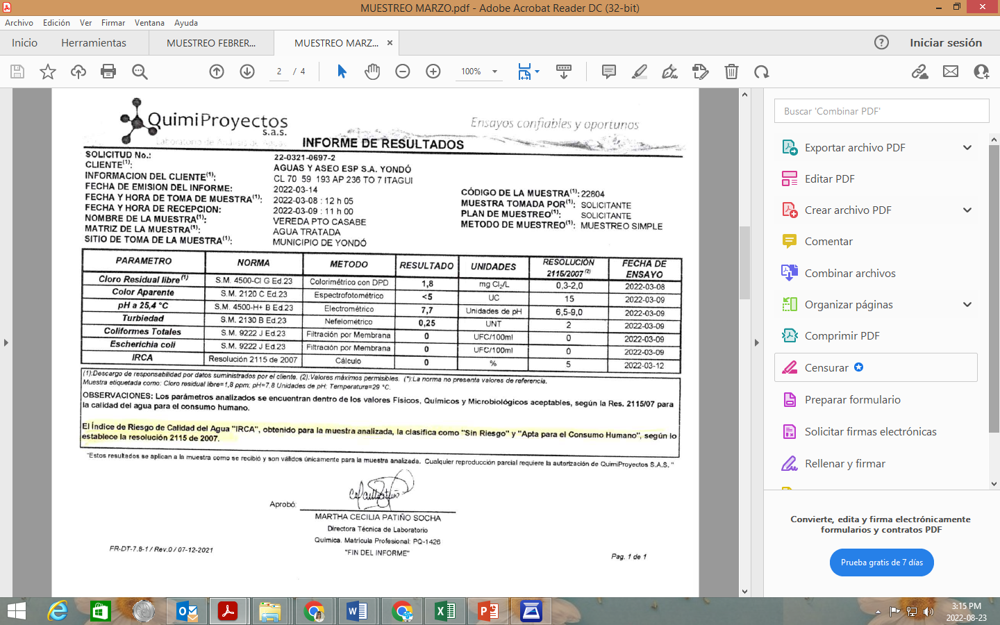 MUESTREO MARZO.pdf - Adobe Acrobat Reader DC (32-bit)
Archivo Edición Ver Firmar Ventana Ayuda
Inicio Herramientas MUESTREO FEBRER... MUESTREO MARZ... × Iniciar sesión
2 / 4 100%
QuimiProyectos s.a.s.
Laboratorio de Análisis de Aguas
Ensayos confiables y oportunos
INFORME DE RESULTADOS
SOLICITUD No.: 22-0321-0697-2
CLIENTE(1): AGUAS Y ASEO ESP S.A. YONDÓ
INFORMACION DEL CLIENTE(1): CL 70 59 193 AP 236 TO 7 ITAGUI
FECHA DE EMISION DEL INFORME: 2022-03-14
FECHA Y HORA DE TOMA DE MUESTRA(1): 2022-03-08 : 12 h 05
FECHA Y HORA DE RECEPCION: 2022-03-09 : 11 h 00
NOMBRE DE LA MUESTRA(1): VEREDA PTO CASABE
MATRIZ DE LA MUESTRA(1): AGUA TRATADA
SITIO DE TOMA DE LA MUESTRA(1): MUNICIPIO DE YONDÓ
CÓDIGO DE LA MUESTRA(1): 22804
MUESTRA TOMADA POR(1): SOLICITANTE
PLAN DE MUESTREO(1): SOLICITANTE
METODO DE MUESTREO(1): MUESTREO SIMPLE
PARAMETRO NORMA METODO RESULTADO UNIDADES RESOLUCIÓN 2115/2007 (2) FECHA DE ENSAYO
Cloro Residual libre(1) S.M. 4500-Cl G Ed.23 Colorimétrico con DPD 1,8 mg Cl2/L 0,3-2,0 2022-03-08
Color Aparente S.M. 2120 C Ed.23 Espectrofotométrico <5 UC 15 2022-03-09
pH a 25,4 °C S.M. 4500-H+ B Ed.23 Electrométrico 7,7 Unidades de pH 6,5-9,0 2022-03-09
Turbiedad S.M. 2130 B Ed.23 Nefelométrico 0,25 UNT 2 2022-03-09
Coliformes Totales S.M. 9222 J Ed.23 Filtración por Membrana 0 UFC/100ml 0 2022-03-09
Escherichia coli S.M. 9222 J Ed.23 Filtración por Membrana 0 UFC/100ml 0 2022-03-09
IRCA Resolución 2115 de 2007 Cálculo 0 % 5 2022-03-12
(1):Descargo de responsabilidad por datos suministrados por el cliente. (2):Valores máximos permisibles. (*):La norma no presenta valores de referencia.
Muestra etiquetada como: Cloro residual libre=1,8 ppm; pH=7.8 Unidades de pH; Temperatura=29 °C.
OBSERVACIONES: Los parámetros analizados se encuentran dentro de los valores Físicos, Químicos y Microbiológicos aceptables, según la Res. 2115/07 para
la calidad del agua para el consumo humano.
El Índice de Riesgo de Calidad del Agua "IRCA", obtenido para la muestra analizada, la clasifica como "Sin Riesgo" y "Apta para el Consumo Humano", según lo
establece la resolución 2115 de 2007.
"Estos resultados se aplican a la muestra como se recibió y son válidos únicamente para la muestra analizada. Cualquier reproducción parcial requiere la autorización de QuimiProyectos S.A.S. "
Aprobó:
MARTHA CECILIA PATIÑO SOCHA
Directora Técnica de Laboratorio
Química. Matricula Profesional: PQ-1426
"FIN DEL INFORME"
FR-DT-7.8-1 / Rev.0 / 07-12-2021
Pag. 1 de 1
Buscar 'Combinar PDF'
Exportar archivo PDF
Editar PDF
Crear archivo PDF
Comentar
Combinar archivos
Organizar páginas
Comprimir PDF
Censurar
Preparar formulario
Solicitar firmas electrónicas
Rellenar y firmar
Convierte, edita y firma electrónicamente
formularios y contratos PDF
Prueba gratis de 7 días
3:15 PM
2022-08-23